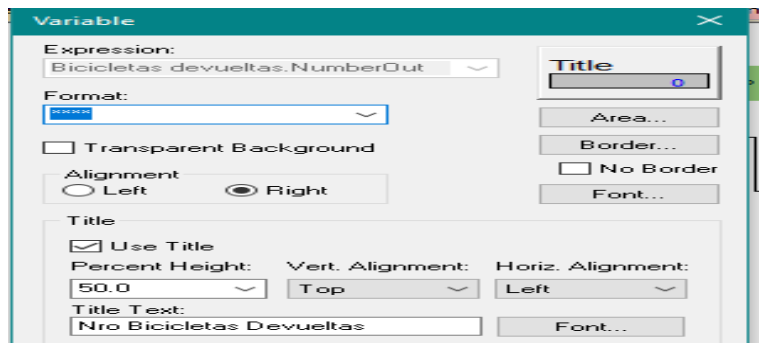 Variable
Expression:
Bicicletas devueltas.NumberOut
Title
0
Format:
****
Area...
Transparent Background
Border...
No Border
Alignment
Left
Right
Font...
Title
Use Title
Percent Height:
Vert. Alignment:
Horiz. Alignment:
50.0
Top
Left
Title Text:
Nro Bicicletas Devueltas
Font...